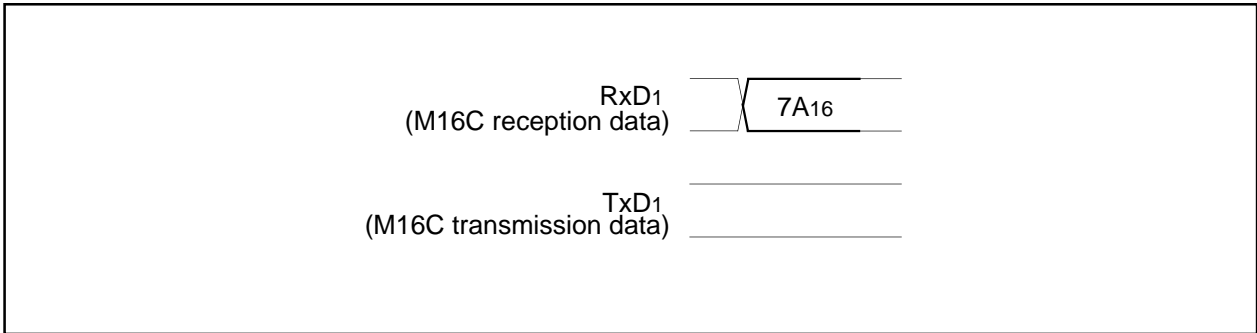 RxD1
(M16C reception data)
7A16
TxD1
(M16C transmission data)